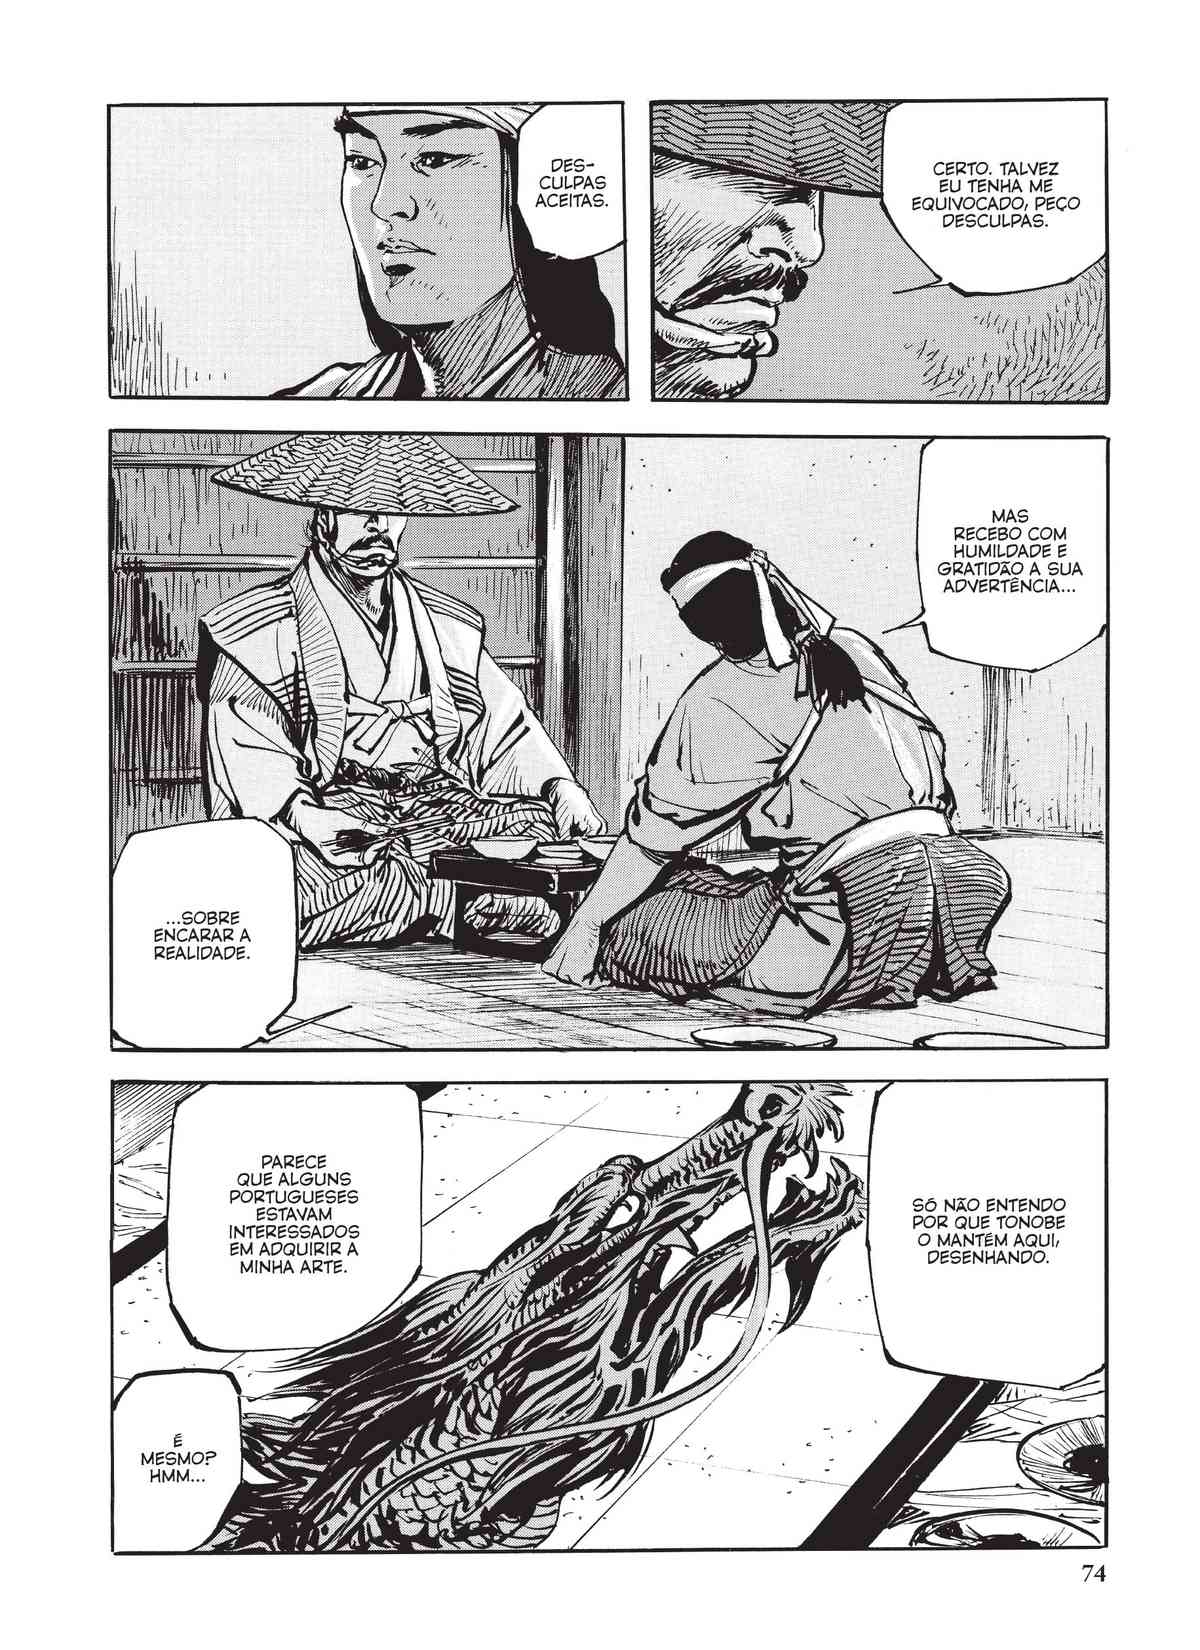 CERTO. TALVEZ
EU TENHA ME
EQUIVOCADO, PEÇO
DESCULPAS.
DES-
CULPAS
ACEITAS.
MAS
RECEBO COM
HUMILDADE E
GRATIDÃO A SUA
ADVERTÊNCIA...
...SOBRE
ENCARAR A
REALIDADE.
SÓ NÃO ENTENDO
POR QUE TONOBE
O MANTÉM AQUI,
DESENHANDO.
PARECE
QUE ALGUNS
PORTUGUESES
ESTAVAM
INTERESSADOS
EM ADQUIRIR A
MINHA ARTE.
É
MESMO?
HMM...
74